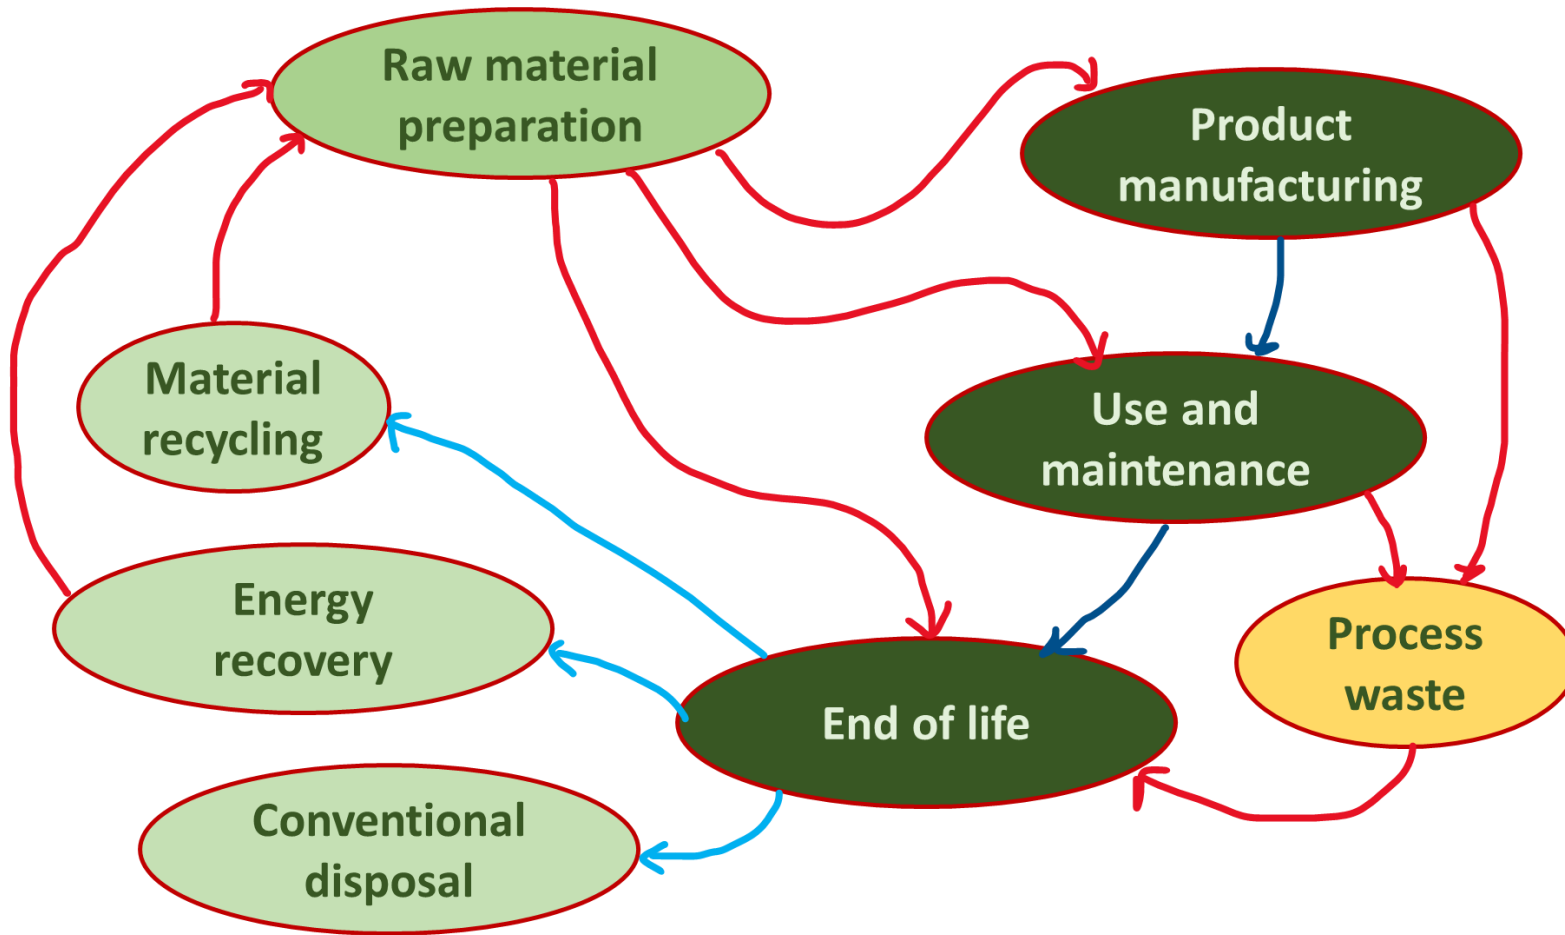 Raw material
preparation
Product
manufacturing
Material
recycling
Use and
maintenance
Energy
recovery
Process
waste
End of life
Conventional
disposal